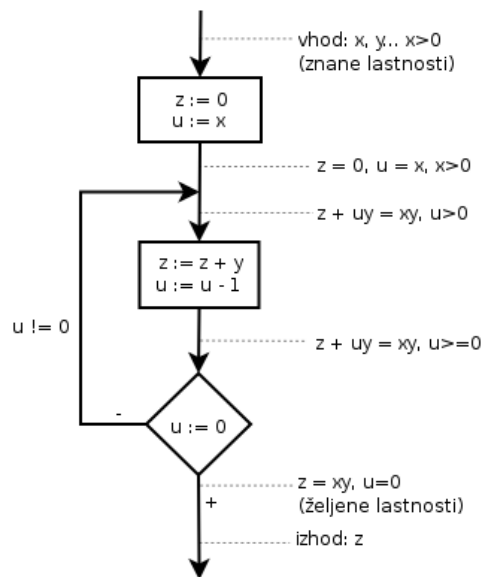 vhod: x, y... x>0
(znane lastnosti)
z := 0
u := x
z = 0, u = x, x>0
z + uy = xy, u>0
z := z + y
u := u - 1
u != 0
z + uy = xy, u>=0
-
u := 0
z = xy, u=0
(željene lastnosti)
+
izhod: z